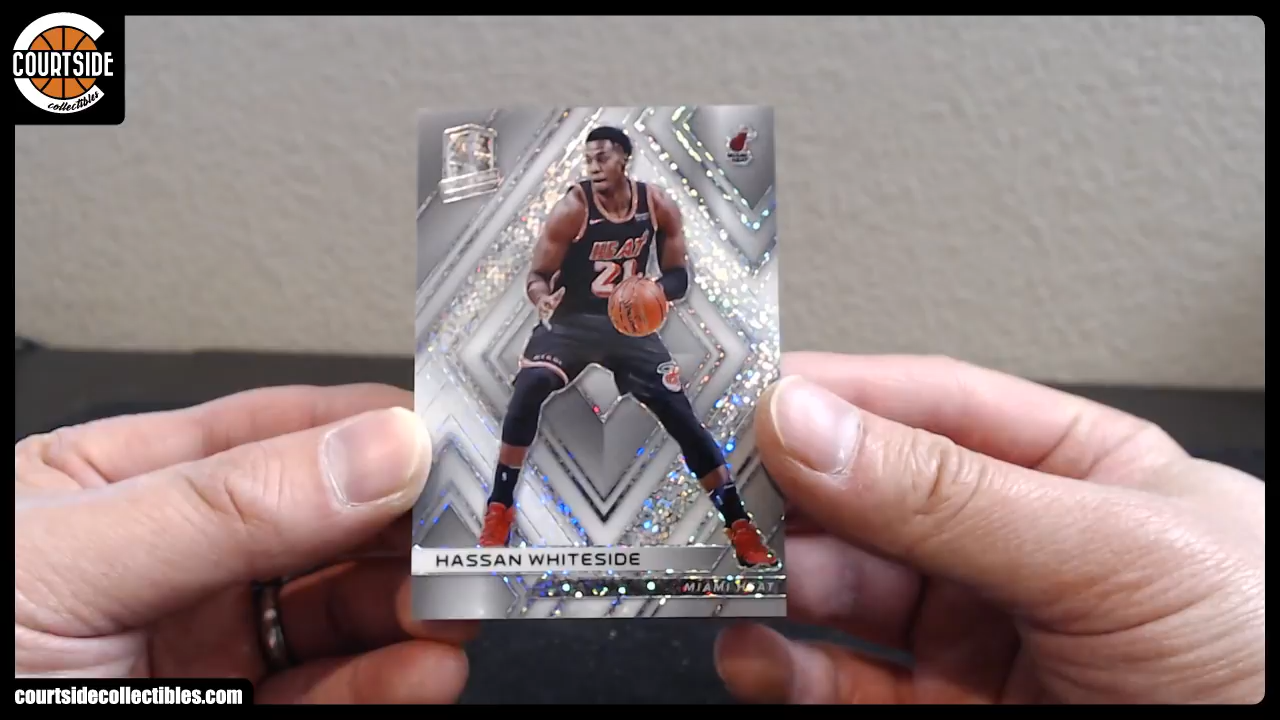 COURTSIDE
collectibles
HEAT
21
HASSAN WHITESIDE
MIAMI HEAT
courtsidecollectibles.com